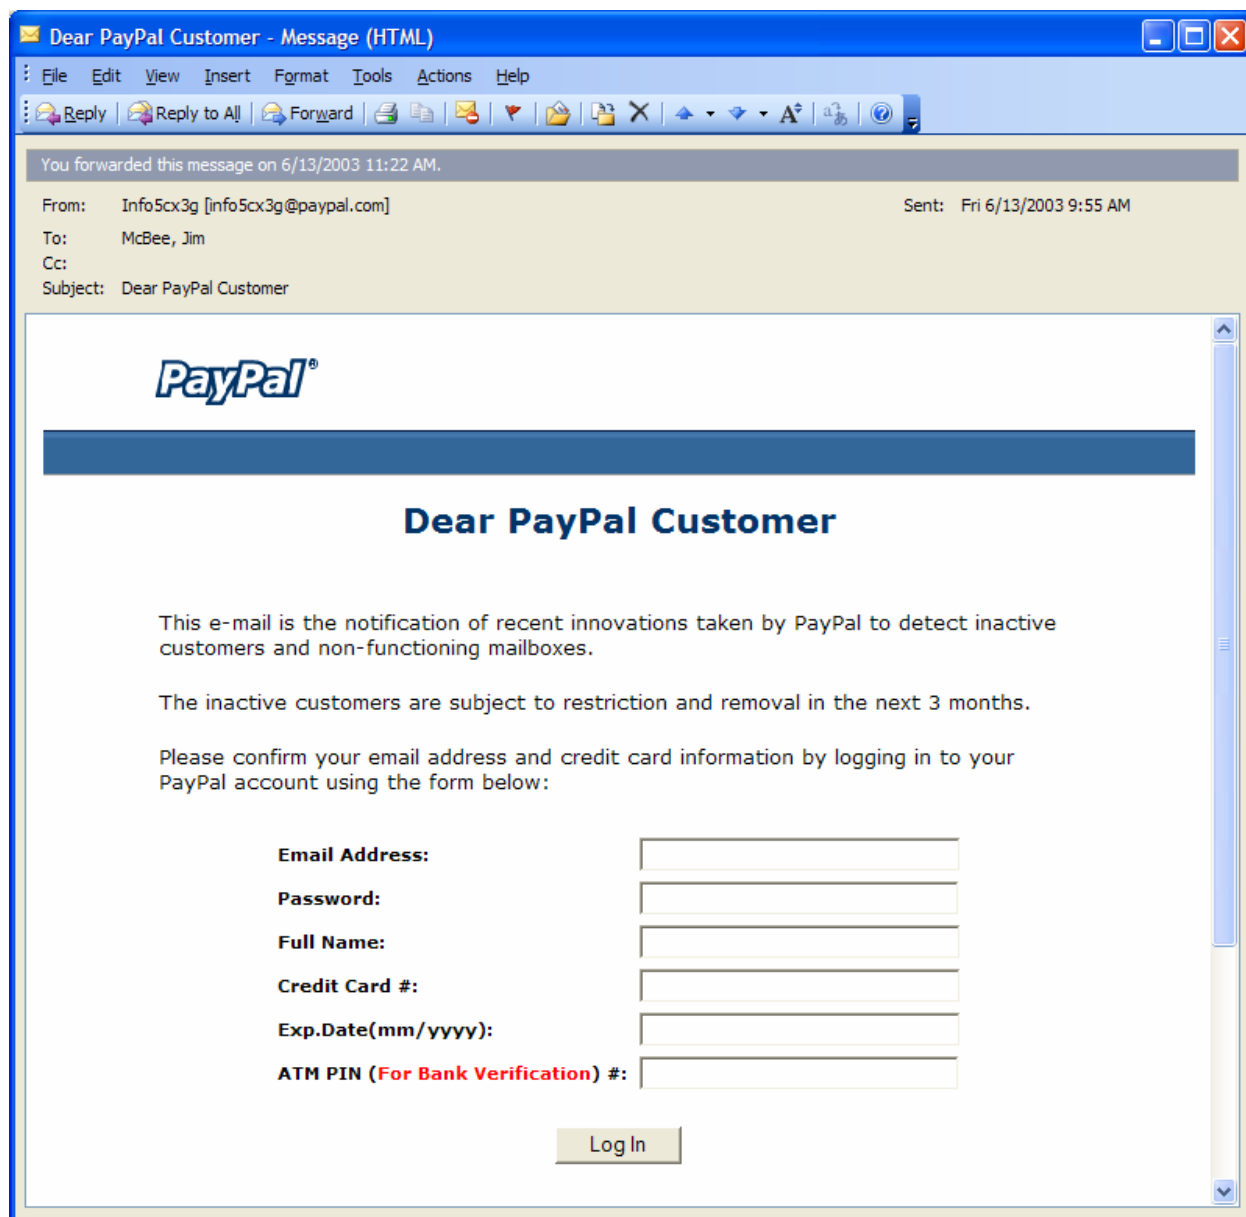 Dear PayPal Customer - Message (HTML)
File Edit View Insert Format Tools Actions Help
Reply Reply to All Forward
You forwarded this message on 6/13/2003 11:22 AM.
From: Info5cx3g [info5cx3g@paypal.com] Sent: Fri 6/13/2003 9:55 AM
To: McBee, Jim
Cc:
Subject: Dear PayPal Customer
PayPal®
Dear PayPal Customer
This e-mail is the notification of recent innovations taken by PayPal to detect inactive
customers and non-functioning mailboxes.
The inactive customers are subject to restriction and removal in the next 3 months.
Please confirm your email address and credit card information by logging in to your
PayPal account using the form below:
Email Address:
Password:
Full Name:
Credit Card #:
Exp.Date(mm/yyyy):
ATM PIN (For Bank Verification) #:
Log In